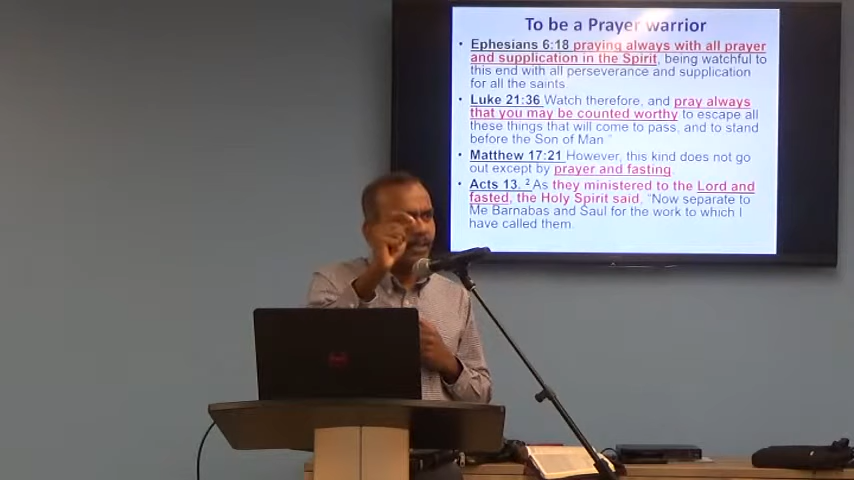 To be a Prayer warrior
• Ephesians 6:18 praying always with all prayer
and supplication in the Spirit, being watchful to
this end with all perseverance and supplication
for all the saints
• Luke 21:36 Watch therefore, and pray always
that you may be counted worthy to escape all
these things that will come to pass, and to stand
before the Son of Man "
• Matthew 17:21 However, this kind does not go
out except by prayer and fasting.
• Acts 13. 2 As they ministered to the Lord and
fasted, the Holy Spirit said, "Now separate to
Me Barnabas and Saul for the work to which I
have called them.